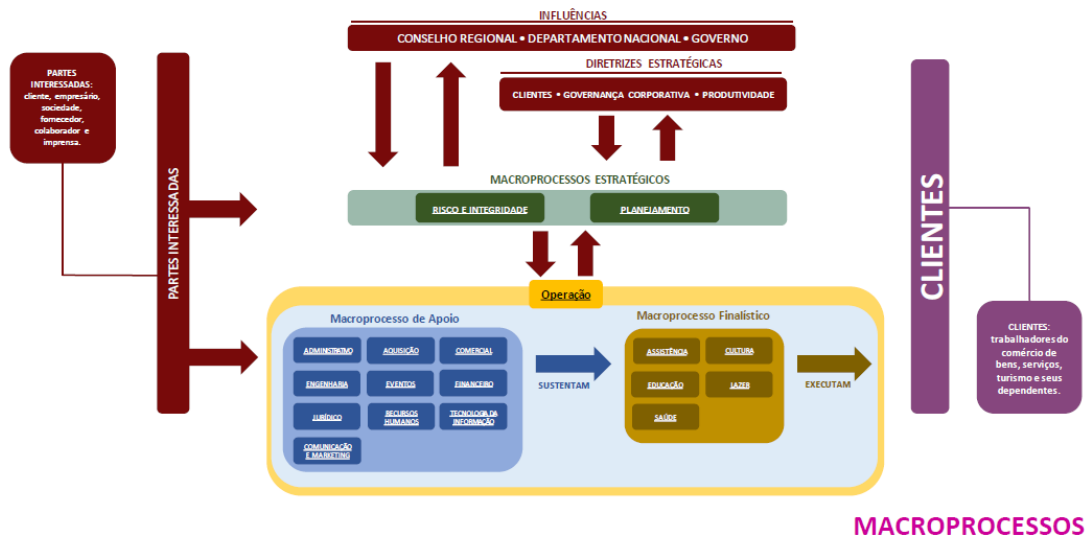 INFLUÊNCIAS
CONSELHO REGIONAL • DEPARTAMENTO NACIONAL • GOVERNO
DIRETRIZES ESTRATÉGICAS
CLIENTES • GOVERNANÇA CORPORATIVA • PRODUTIVIDADE
PARTES
INTERESSADAS:
cliente, empresário,
sociedade,
fornecedor,
colaborador e
imprensa.
PARTES INTERESSADAS
MACROPROCESSOS ESTRATÉGICOS
RISCO E INTEGRIDADE
PLANEJAMENTO
Operação
Macroprocesso de Apoio
ADMINISTRATIVO
AQUISIÇÃO
COMERCIAL
ENGENHARIA
EVENTOS
FINANCEIRO
JURÍDICO
RECURSOS
HUMANOS
TECNOLOGIA DA
INFORMAÇÃO
COMUNICAÇÃO
E MARKETING
SUSTENTAM
Macroprocesso Finalístico
ASSISTÊNCIA
CULTURA
EDUCAÇÃO
LAZER
SAÚDE
EXECUTAM
CLIENTES
CLIENTES:
trabalhadores do
comércio de
bens, serviços,
turismo e seus
dependentes.
MACROPROCESSOS